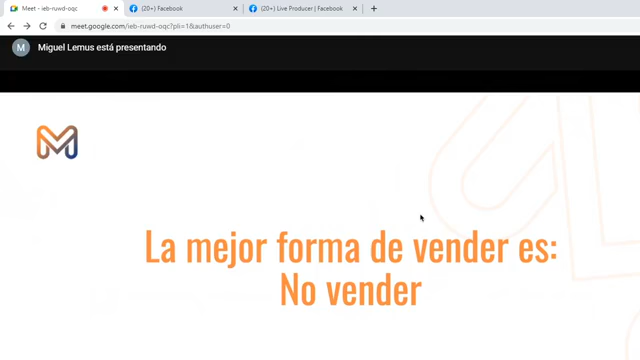 Meet - ieb-ruwd-oqc
(20+) Facebook
(20+) Live Producer | Facebook
meet.google.com/ieb-ruwd-oqc?pli=1&authuser=0
M
Miguel Lemus está presentando
M
La mejor forma de vender es:
No vender